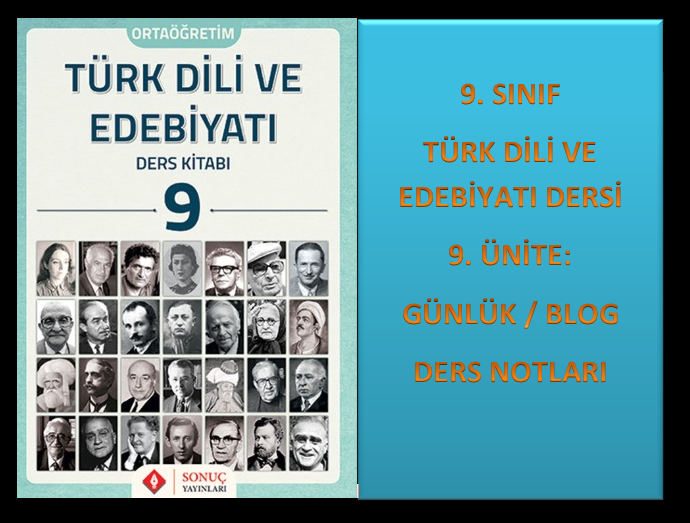 ORTAÖĞRETİM
TÜRK DİLİ VE
EDEBİYATI
DERS KİTABI
9
SONUÇ
YAYINLARI
9. SINIF
TÜRK DİLİ VE
EDEBİYATI DERSİ
9. ÜNİTE:
GÜNLÜK / BLOG
DERS NOTLARI